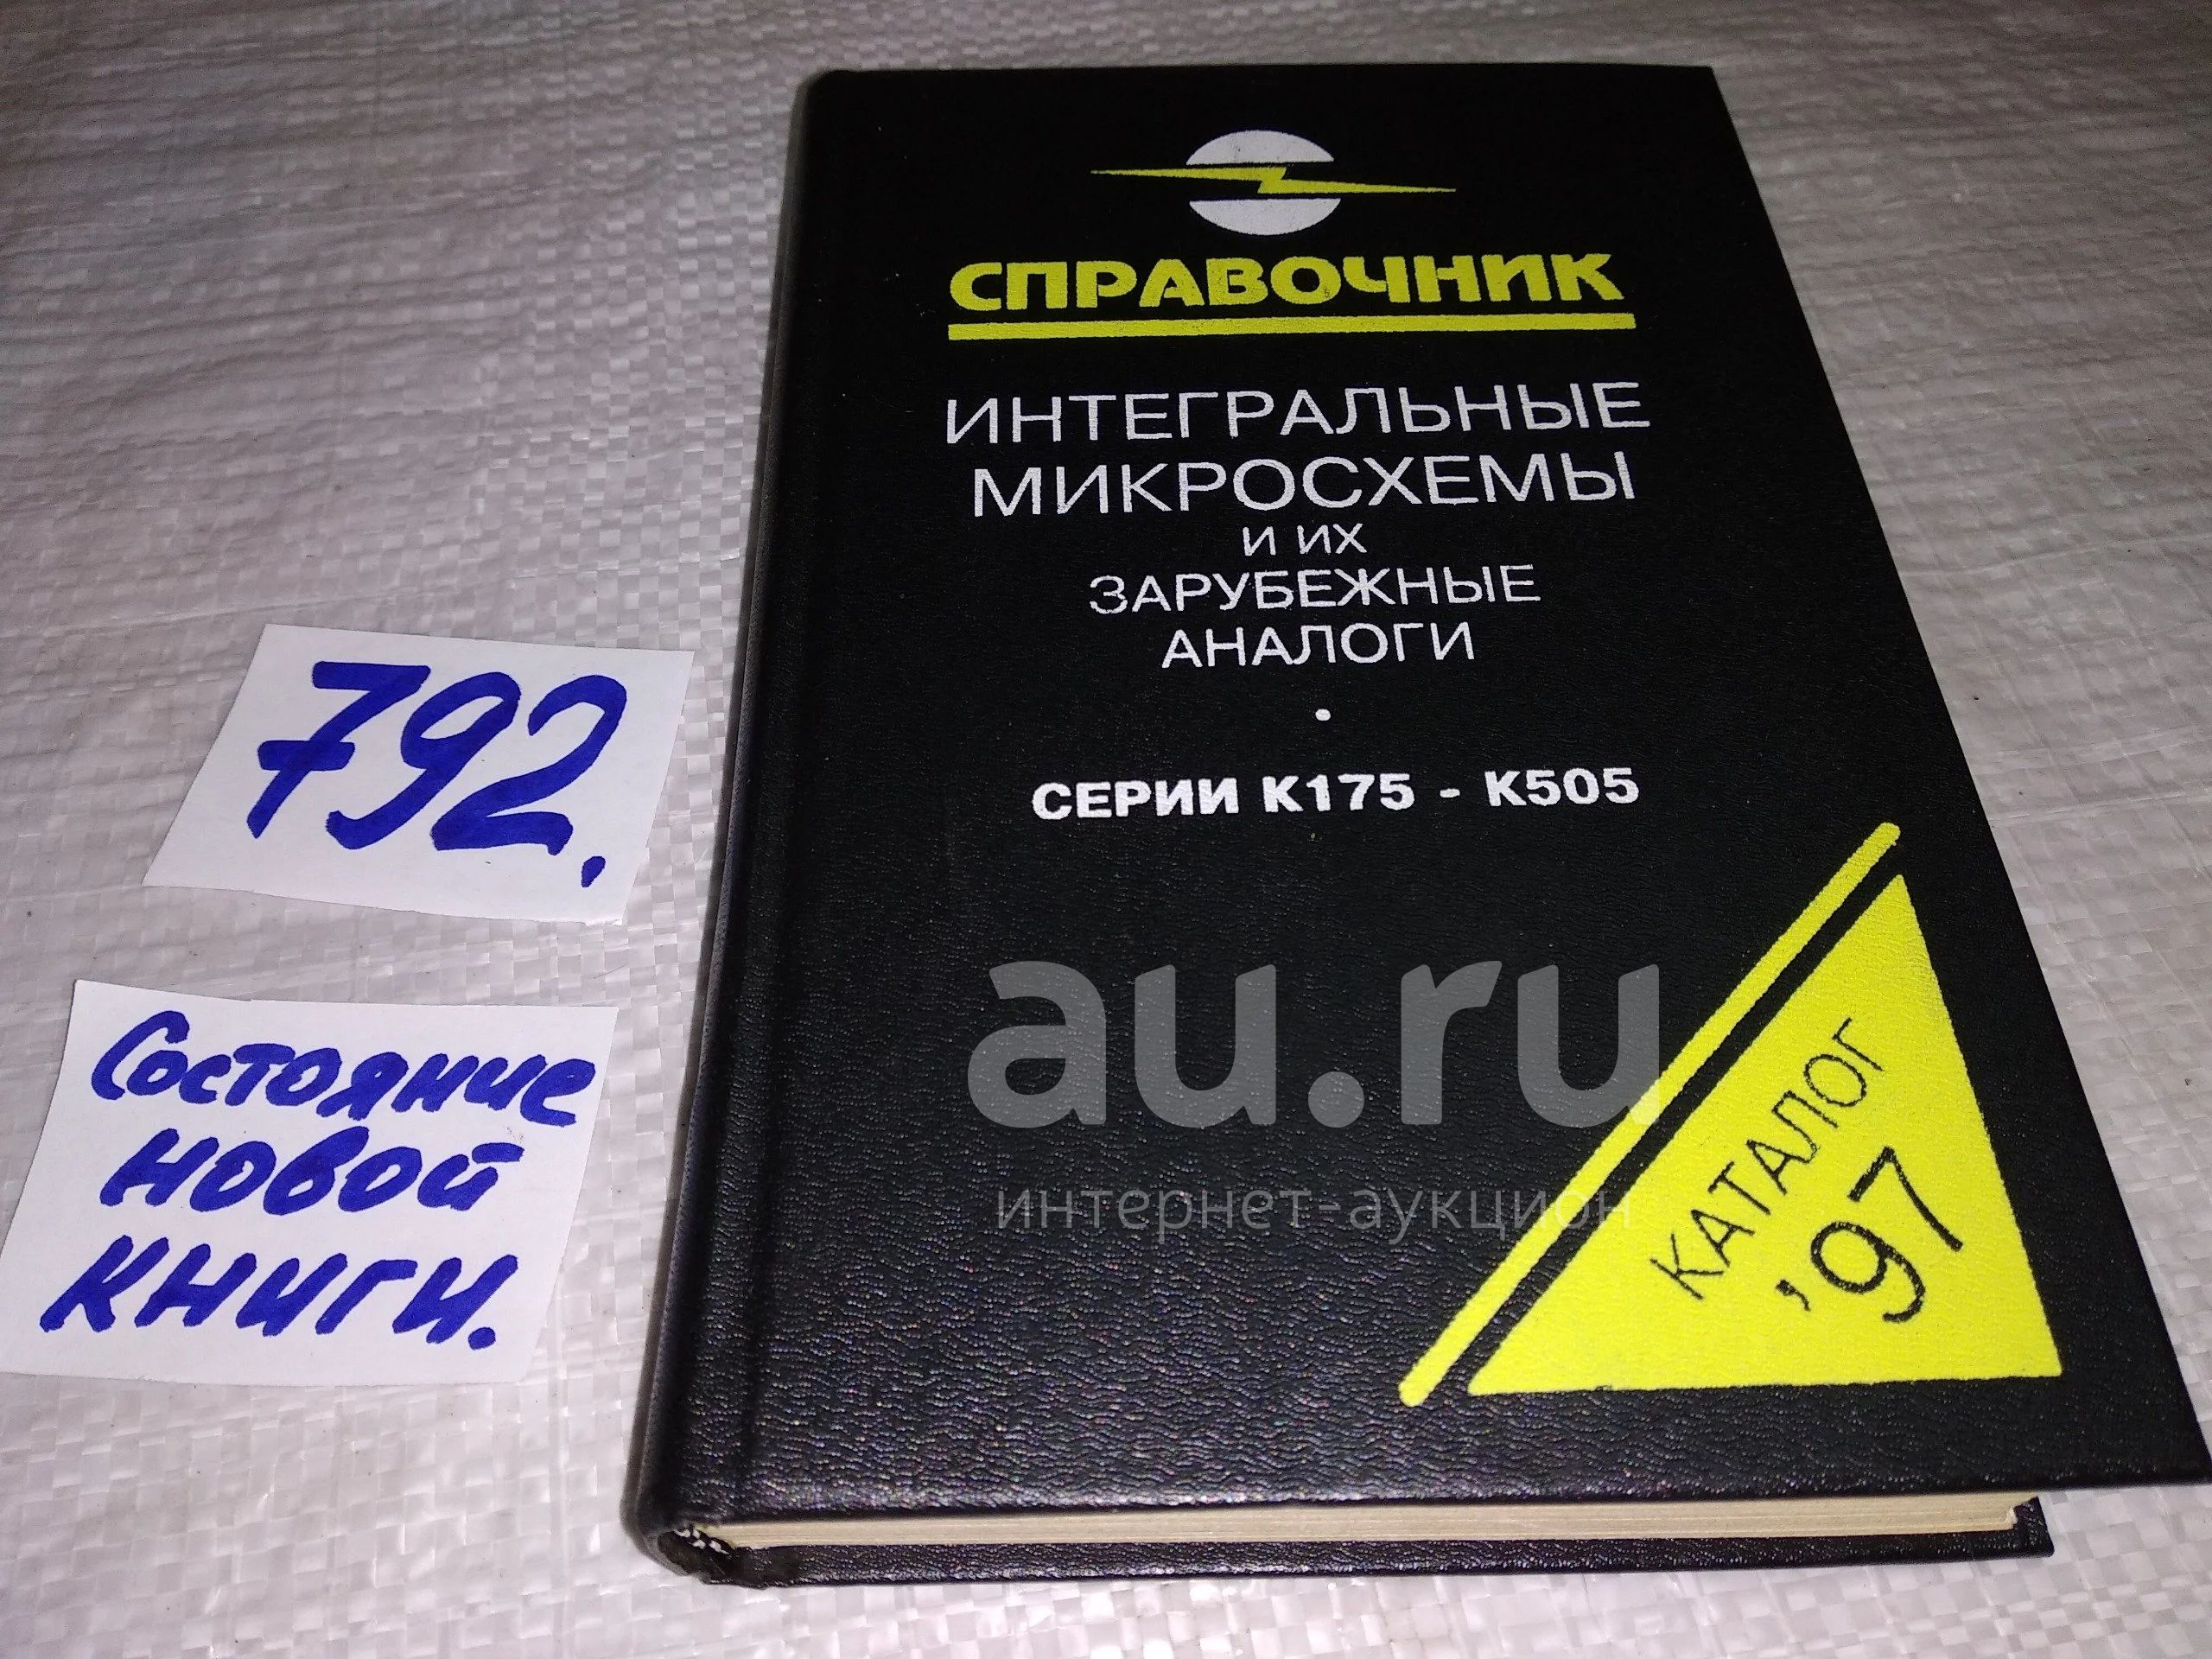 СПРАВОЧНИК
ИНТЕГРАЛЬНЫЕ
МИКРОСХЕМЫ
И ИХ
ЗАРУБЕЖНЫЕ
АНАЛОГИ
СЕРИИ К175 - К505
КАТАЛОГ
'97
792.
Состояние
новой
книги.
au.ru
интернет-аукцион